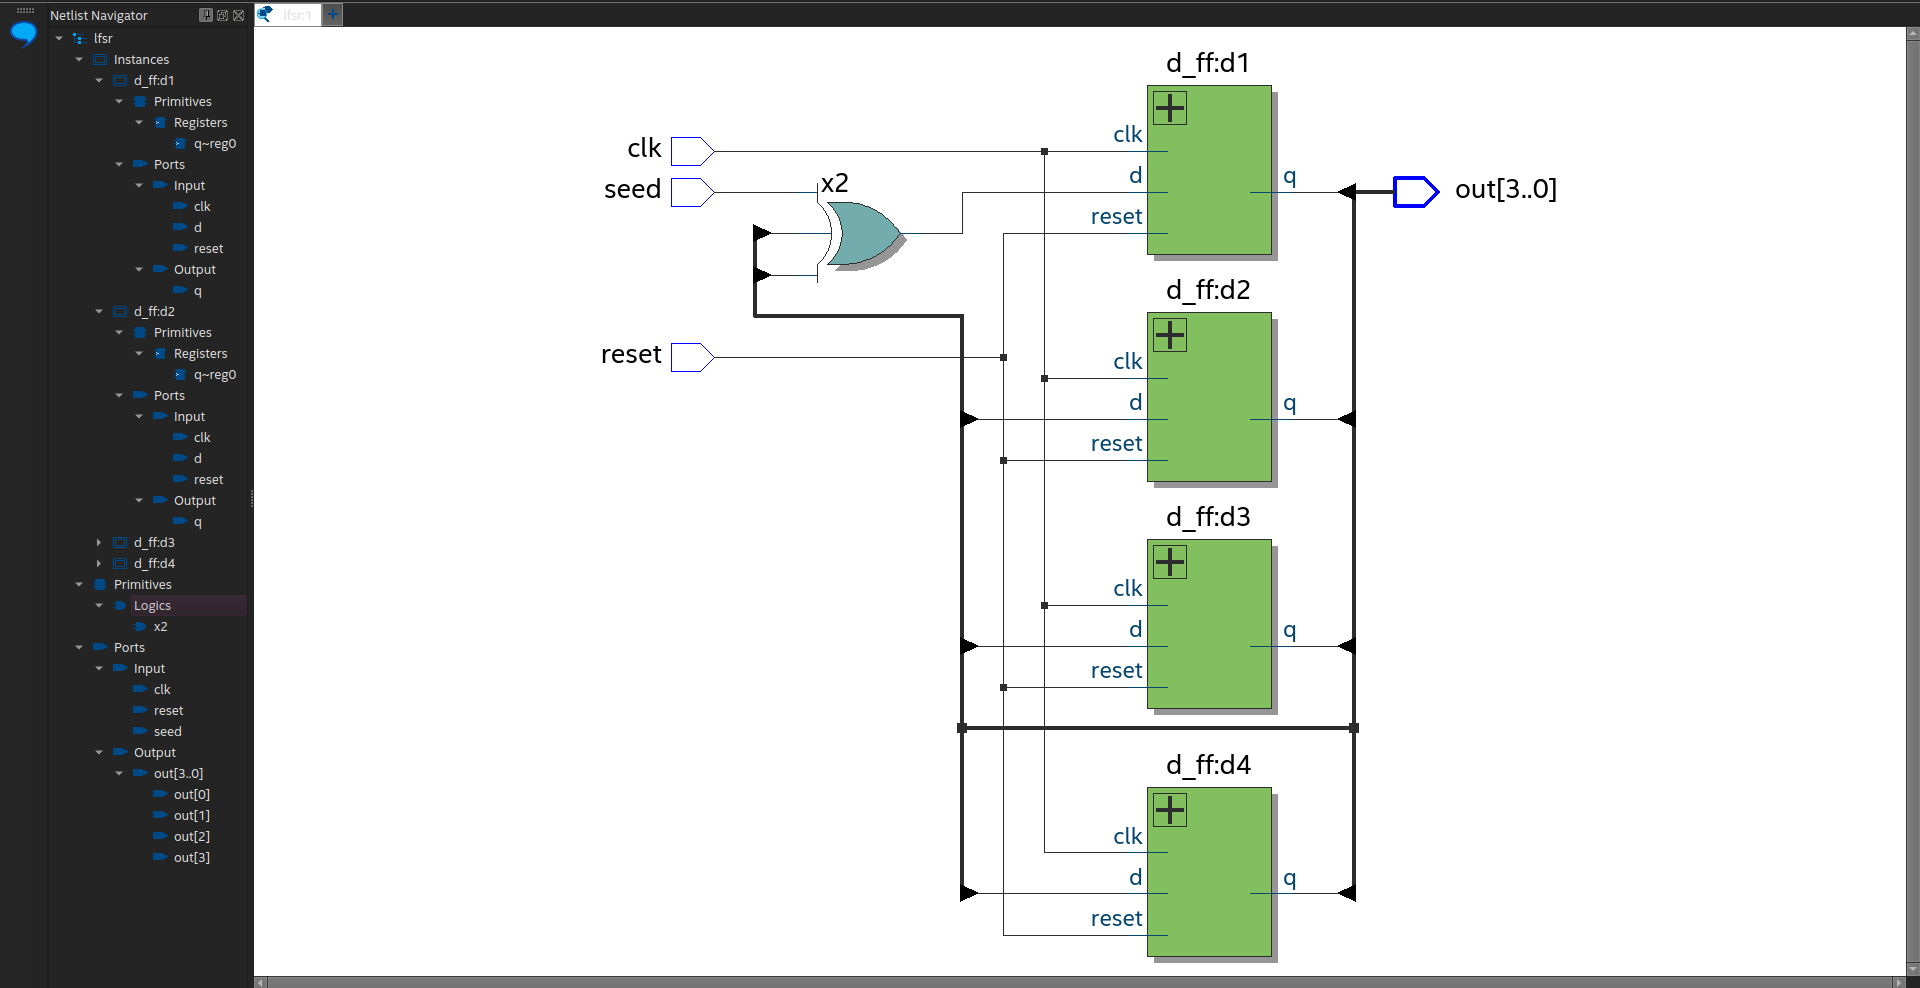 Netlist Navigator
lfsr
Instances
d_ff:d1
Primitives
Registers
q~reg0
Ports
Input
clk
d
reset
Output
q
d_ff:d2
Primitives
Registers
q~reg0
Ports
Input
clk
d
reset
Output
q
d_ff:d3
d_ff:d4
Primitives
Logics
x2
Ports
Input
clk
reset
seed
Output
out[3..0]
out[0]
out[1]
out[2]
out[3]
lfsr:1
clk
seed
x2
reset
d_ff:d1
clk
d
reset
q
out[3..0]
d_ff:d2
clk
d
reset
q
d_ff:d3
clk
d
reset
q
d_ff:d4
clk
d
reset
q